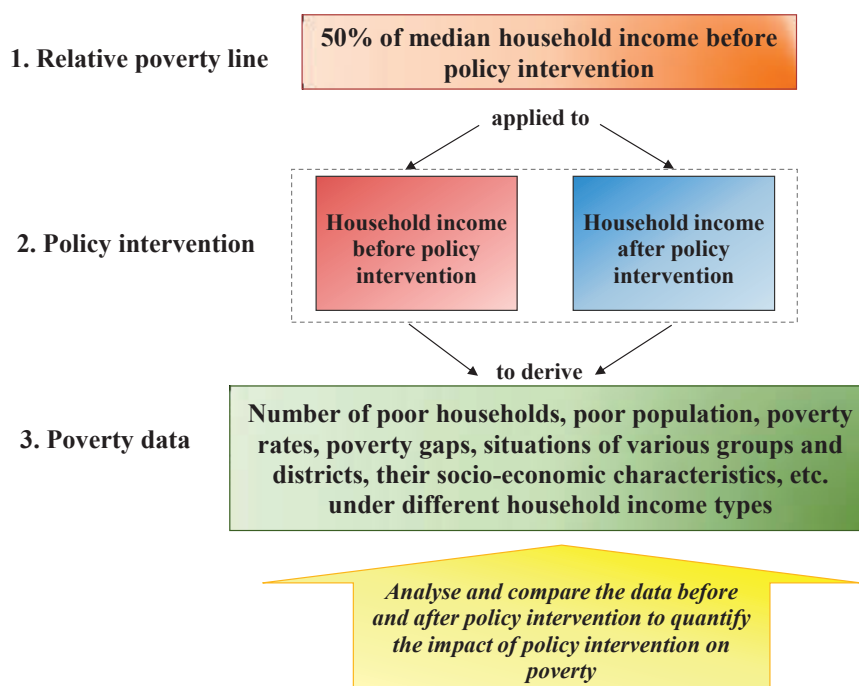 1. Relative poverty line
50% of median household income before
policy intervention
applied to
2. Policy intervention
Household income
before policy
intervention
Household income
after policy
intervention
to derive
3. Poverty data
Number of poor households, poor population, poverty
rates, poverty gaps, situations of various groups and
districts, their socio-economic characteristics, etc.
under different household income types
Analyse and compare the data before
and after policy intervention to quantify
the impact of policy intervention on
poverty